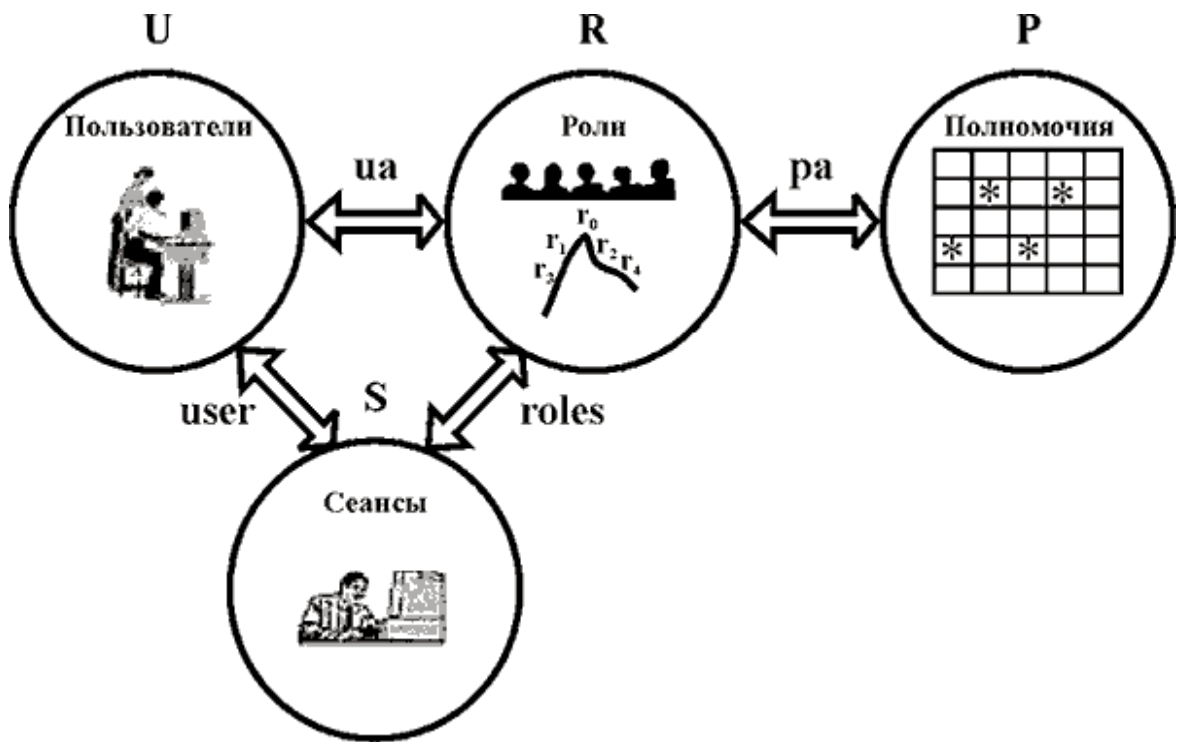 U
R
P
Пользователи
Роли
Полномочия
ua
pa
* *
* *
r₀
r₁
r₂
r₃
r₄
user
S
roles
Сеансы